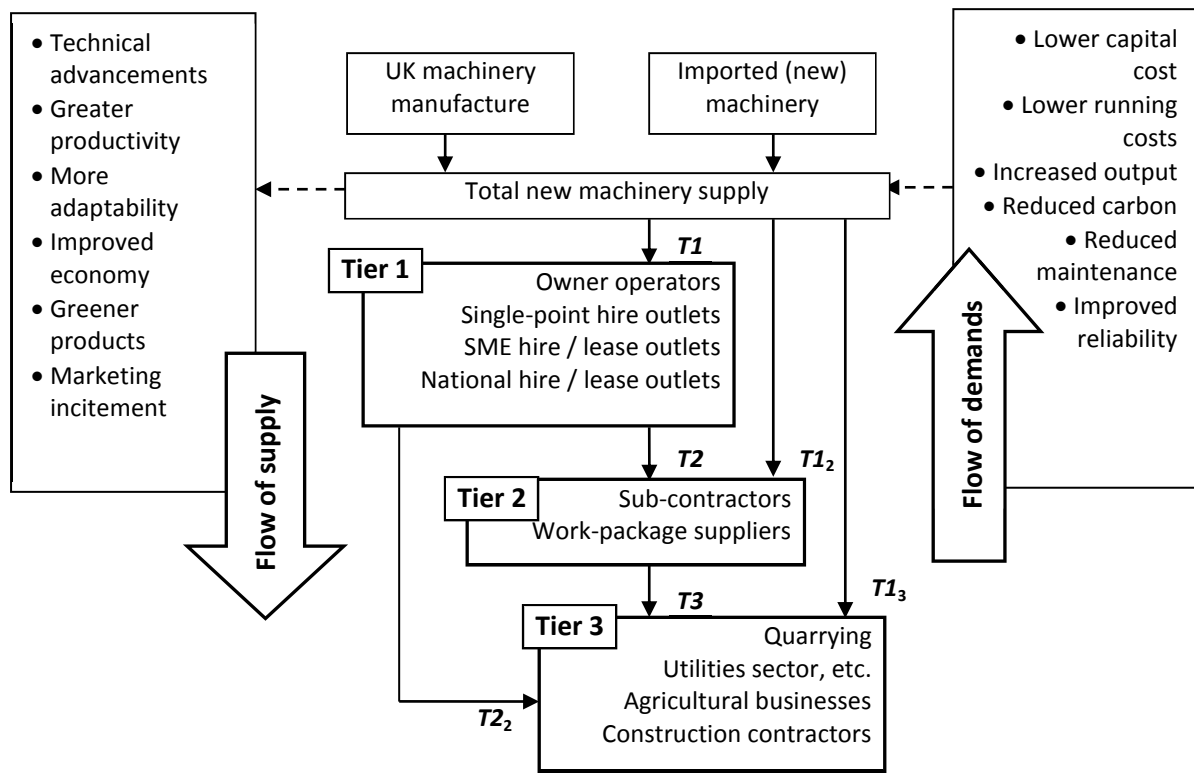 • Technical
advancements
• Greater
productivity
• More
adaptability
• Improved
economy
• Greener
products
• Marketing
incitement
Flow of supply
UK machinery
manufacture
Imported (new)
machinery
Total new machinery supply
T1
Tier 1
Owner operators
Single-point hire outlets
SME hire / lease outlets
National hire / lease outlets
T2
T1₂
Tier 2
Sub-contractors
Work-package suppliers
T3
T1₃
Tier 3
Quarrying
Utilities sector, etc.
Agricultural businesses
Construction contractors
T2₂
• Lower capital
cost
• Lower running
costs
• Increased output
• Reduced carbon
• Reduced
maintenance
• Improved
reliability
Flow of demands